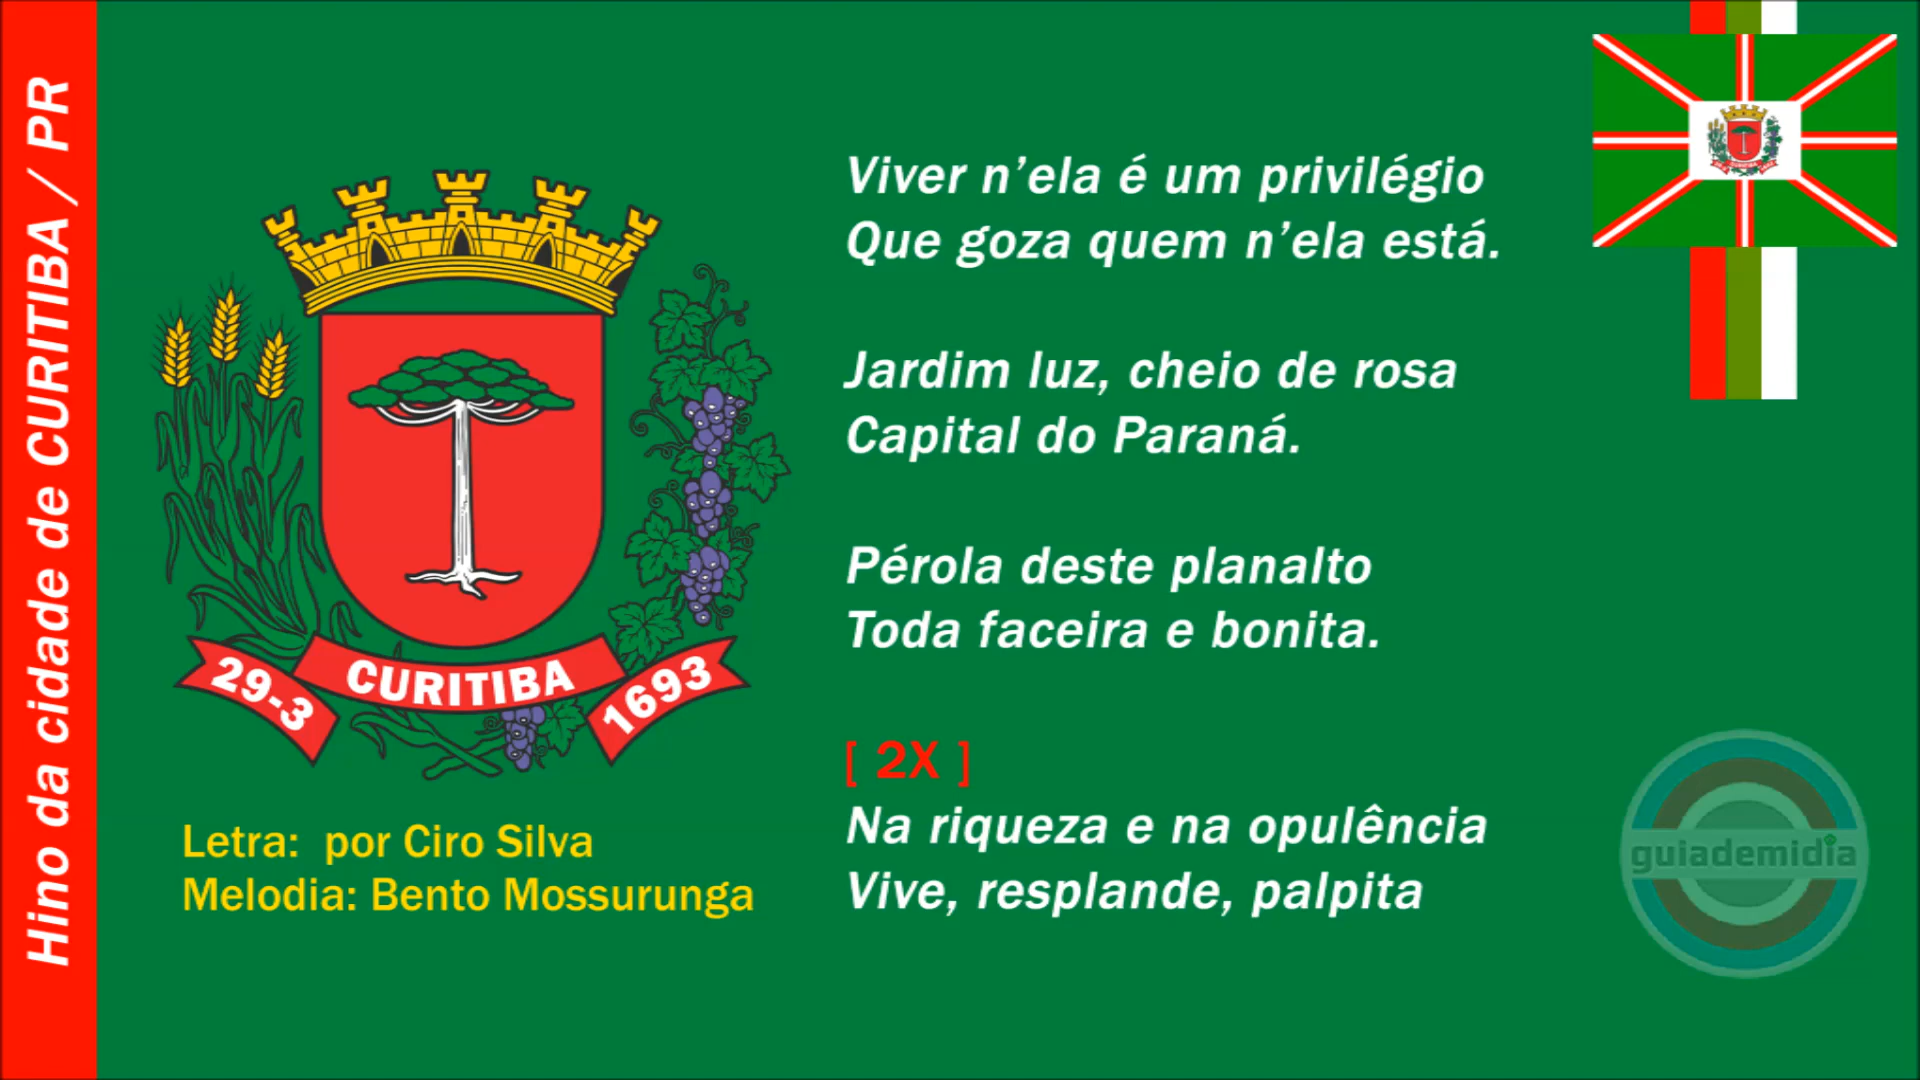 Hino da cidade de CURITIBA / PR
29-3
CURITIBA
1693
Letra: por Ciro Silva
Melodia: Bento Mossurunga
Viver n’ela é um privilégio
Que goza quem n’ela está.
Jardim luz, cheio de rosa
Capital do Paraná.
Pérola deste planalto
Toda faceira e bonita.
[ 2X ]
Na riqueza e na opulência
Vive, resplande, palpita
guiademidia